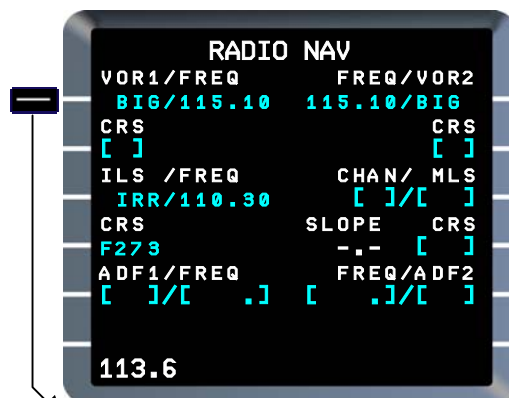 RADIO NAV
VOR1/FREQ FREQ/VOR2
BIG/115.10 115.10/BIG
CRS CRS
[ ] [ ]
ILS /FREQ CHAN/ MLS
IRR/110.30 [ ]/[ ]
CRS SLOPE CRS
F273 -.- [ ]
ADF1/FREQ FREQ/ADF2
[ ]/[ .] [ .]/[ ]
113.6